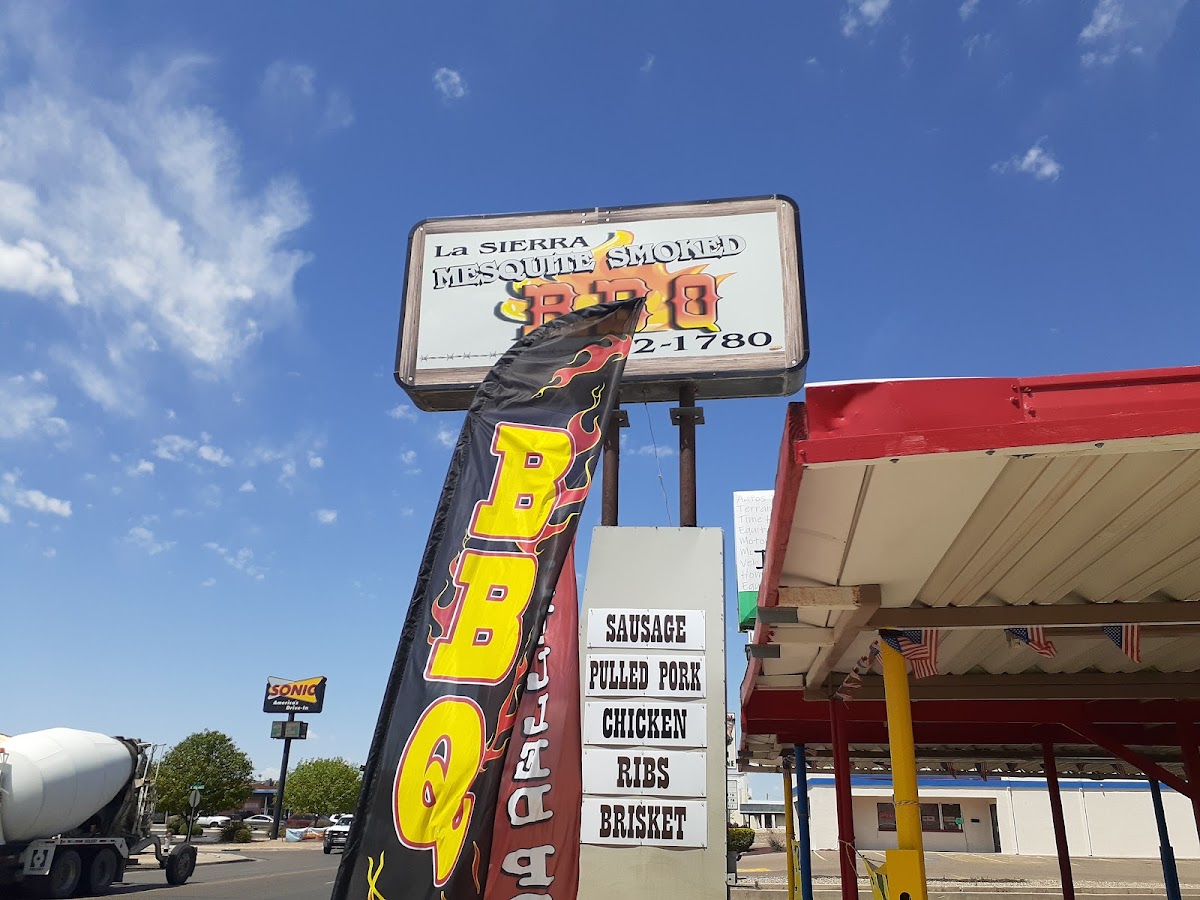 La SIERRA
MESQUITE SMOKED
BBQ
2-1780
BBQ
SAUSAGE
PULLED PORK
CHICKEN
RIBS
BRISKET
SONIC
America's Drive-In